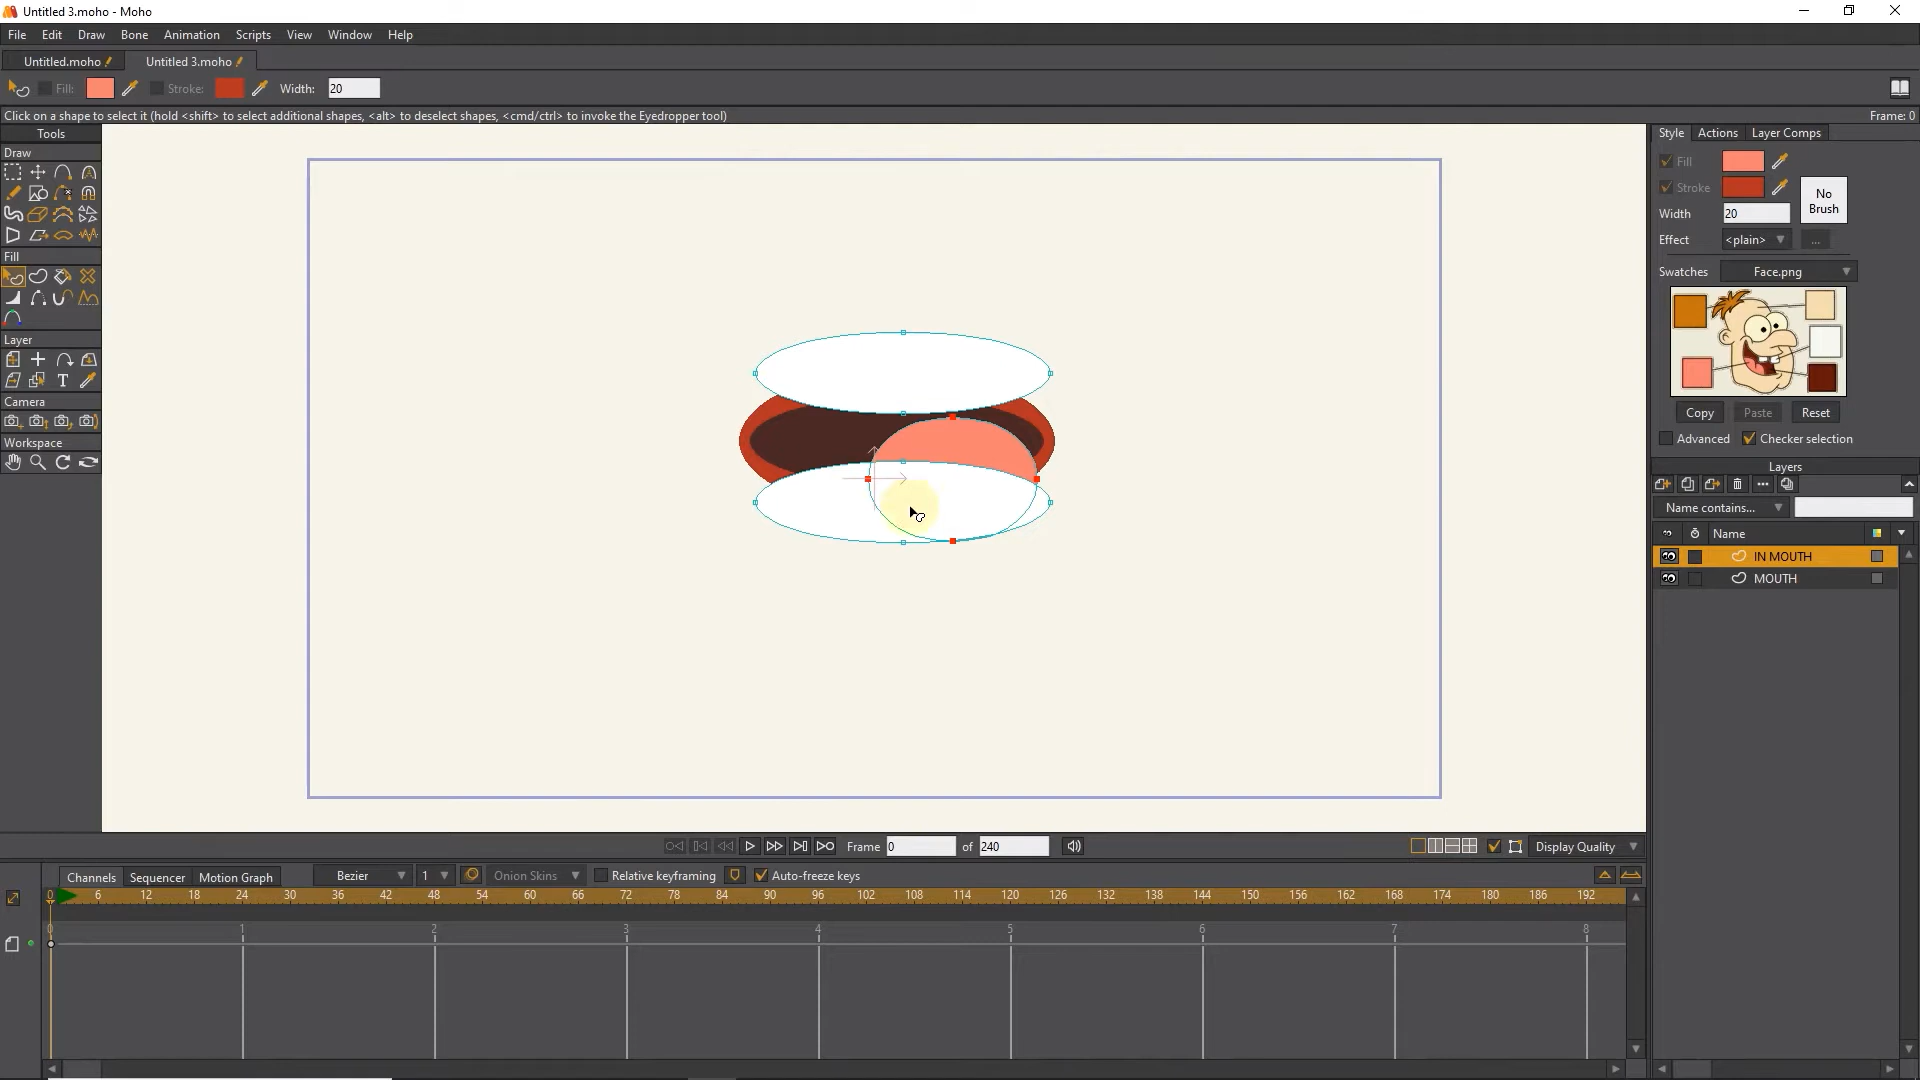 Untitled 3.moho - Moho
File Edit Draw Bone Animation Scripts View Window Help
Untitled.moho Untitled 3.moho
Fill: Stroke: Width: 20
Click on a shape to select it (hold <shift> to select additional shapes, <alt> to deselect shapes, <cmd/ctrl> to invoke the Eyedropper tool) Frame: 0
Tools
Draw
Fill
Layer
Camera
Workspace
Style Actions Layer Comps
Fill
Stroke
No Brush
Width 20
Effect <plain> ...
Swatches Face.png
Copy Paste Reset
Advanced Checker selection
Layers
Name contains...
Name
IN MOUTH
MOUTH
Frame 0 of 240 Display Quality
Channels Sequencer Motion Graph Bezier 1 Onion Skins Relative keyframing Auto-freeze keys
0 6 12 18 24 30 36 42 48 54 60 66 72 78 84 90 96 102 108 114 120 126 132 138 144 150 156 162 168 174 180 186 192
0 1 2 3 4 5 6 7 8